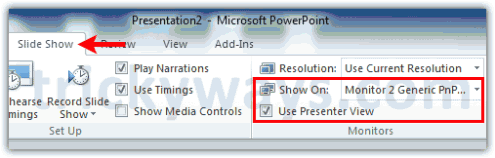 Presentation2 - Microsoft PowerPoint
Slide Show Review View Add-Ins
Play Narrations Resolution: Use Current Resolution
Use Timings Show On: Monitor 2 Generic PnP...
hearse Record Slide Show Media Controls Use Presenter View
mings Show
Set Up Monitors
trickyways.com